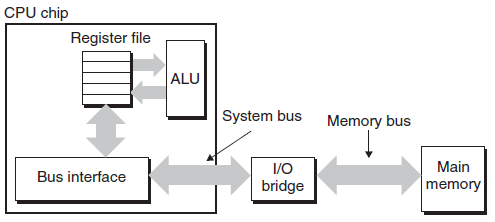 CPU chip
Register file
ALU
System bus
Memory bus
Bus interface
I/O
bridge
Main
memory